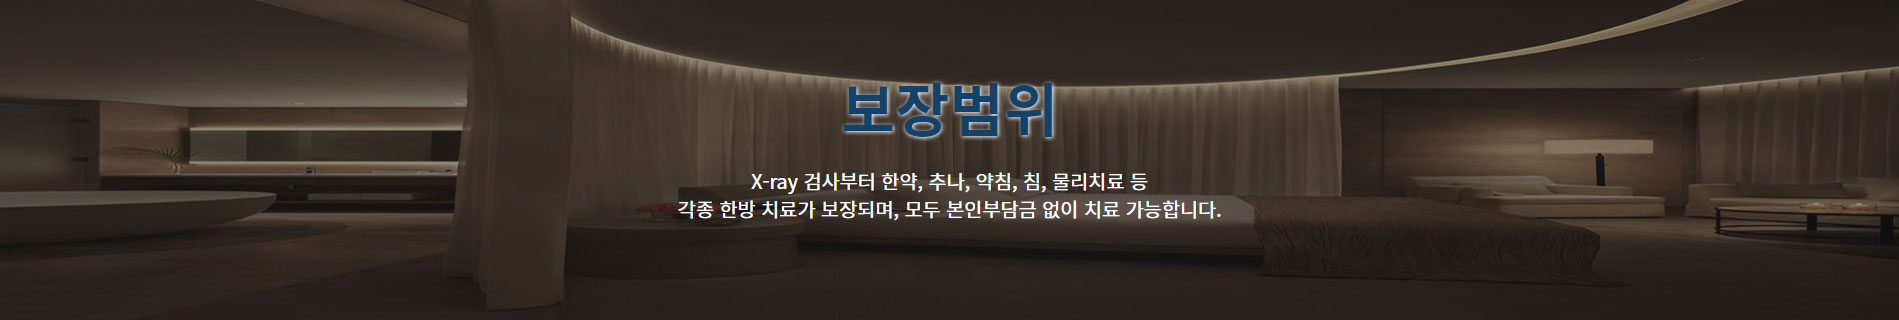 보장범위
X-ray 검사부터 한약, 추나, 약침, 침, 물리치료 등
각종 한방 치료가 보장되며, 모두 본인부담금 없이 치료 가능합니다.